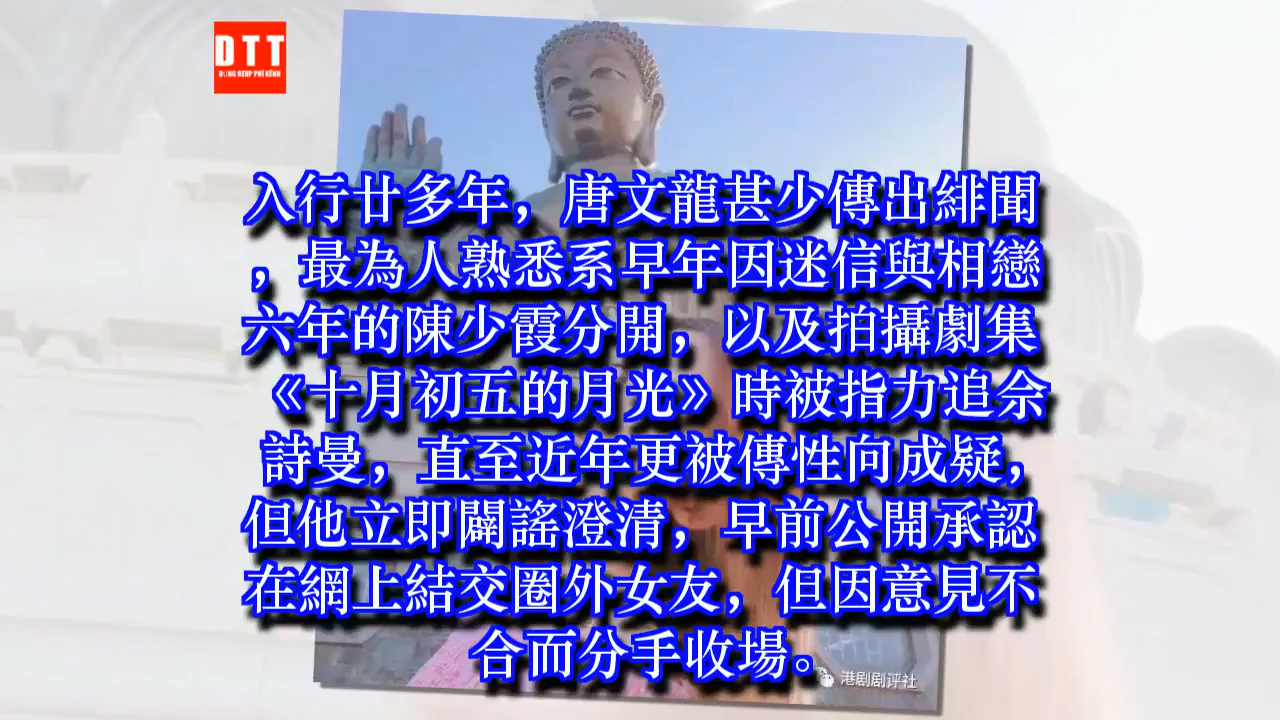 DTT
入行廿多年，唐文龍甚少傳出緋聞
，最為人熟悉系早年因迷信與相戀
六年的陳少霞分開，以及拍攝劇集
《十月初五的月光》時被指力追佘
詩曼，直至近年更被傳性向成疑，
但他立即闢謠澄清，早前公開承認
在網上結交圈外女友，但因意見不
合而分手收場。
港剧剧评社